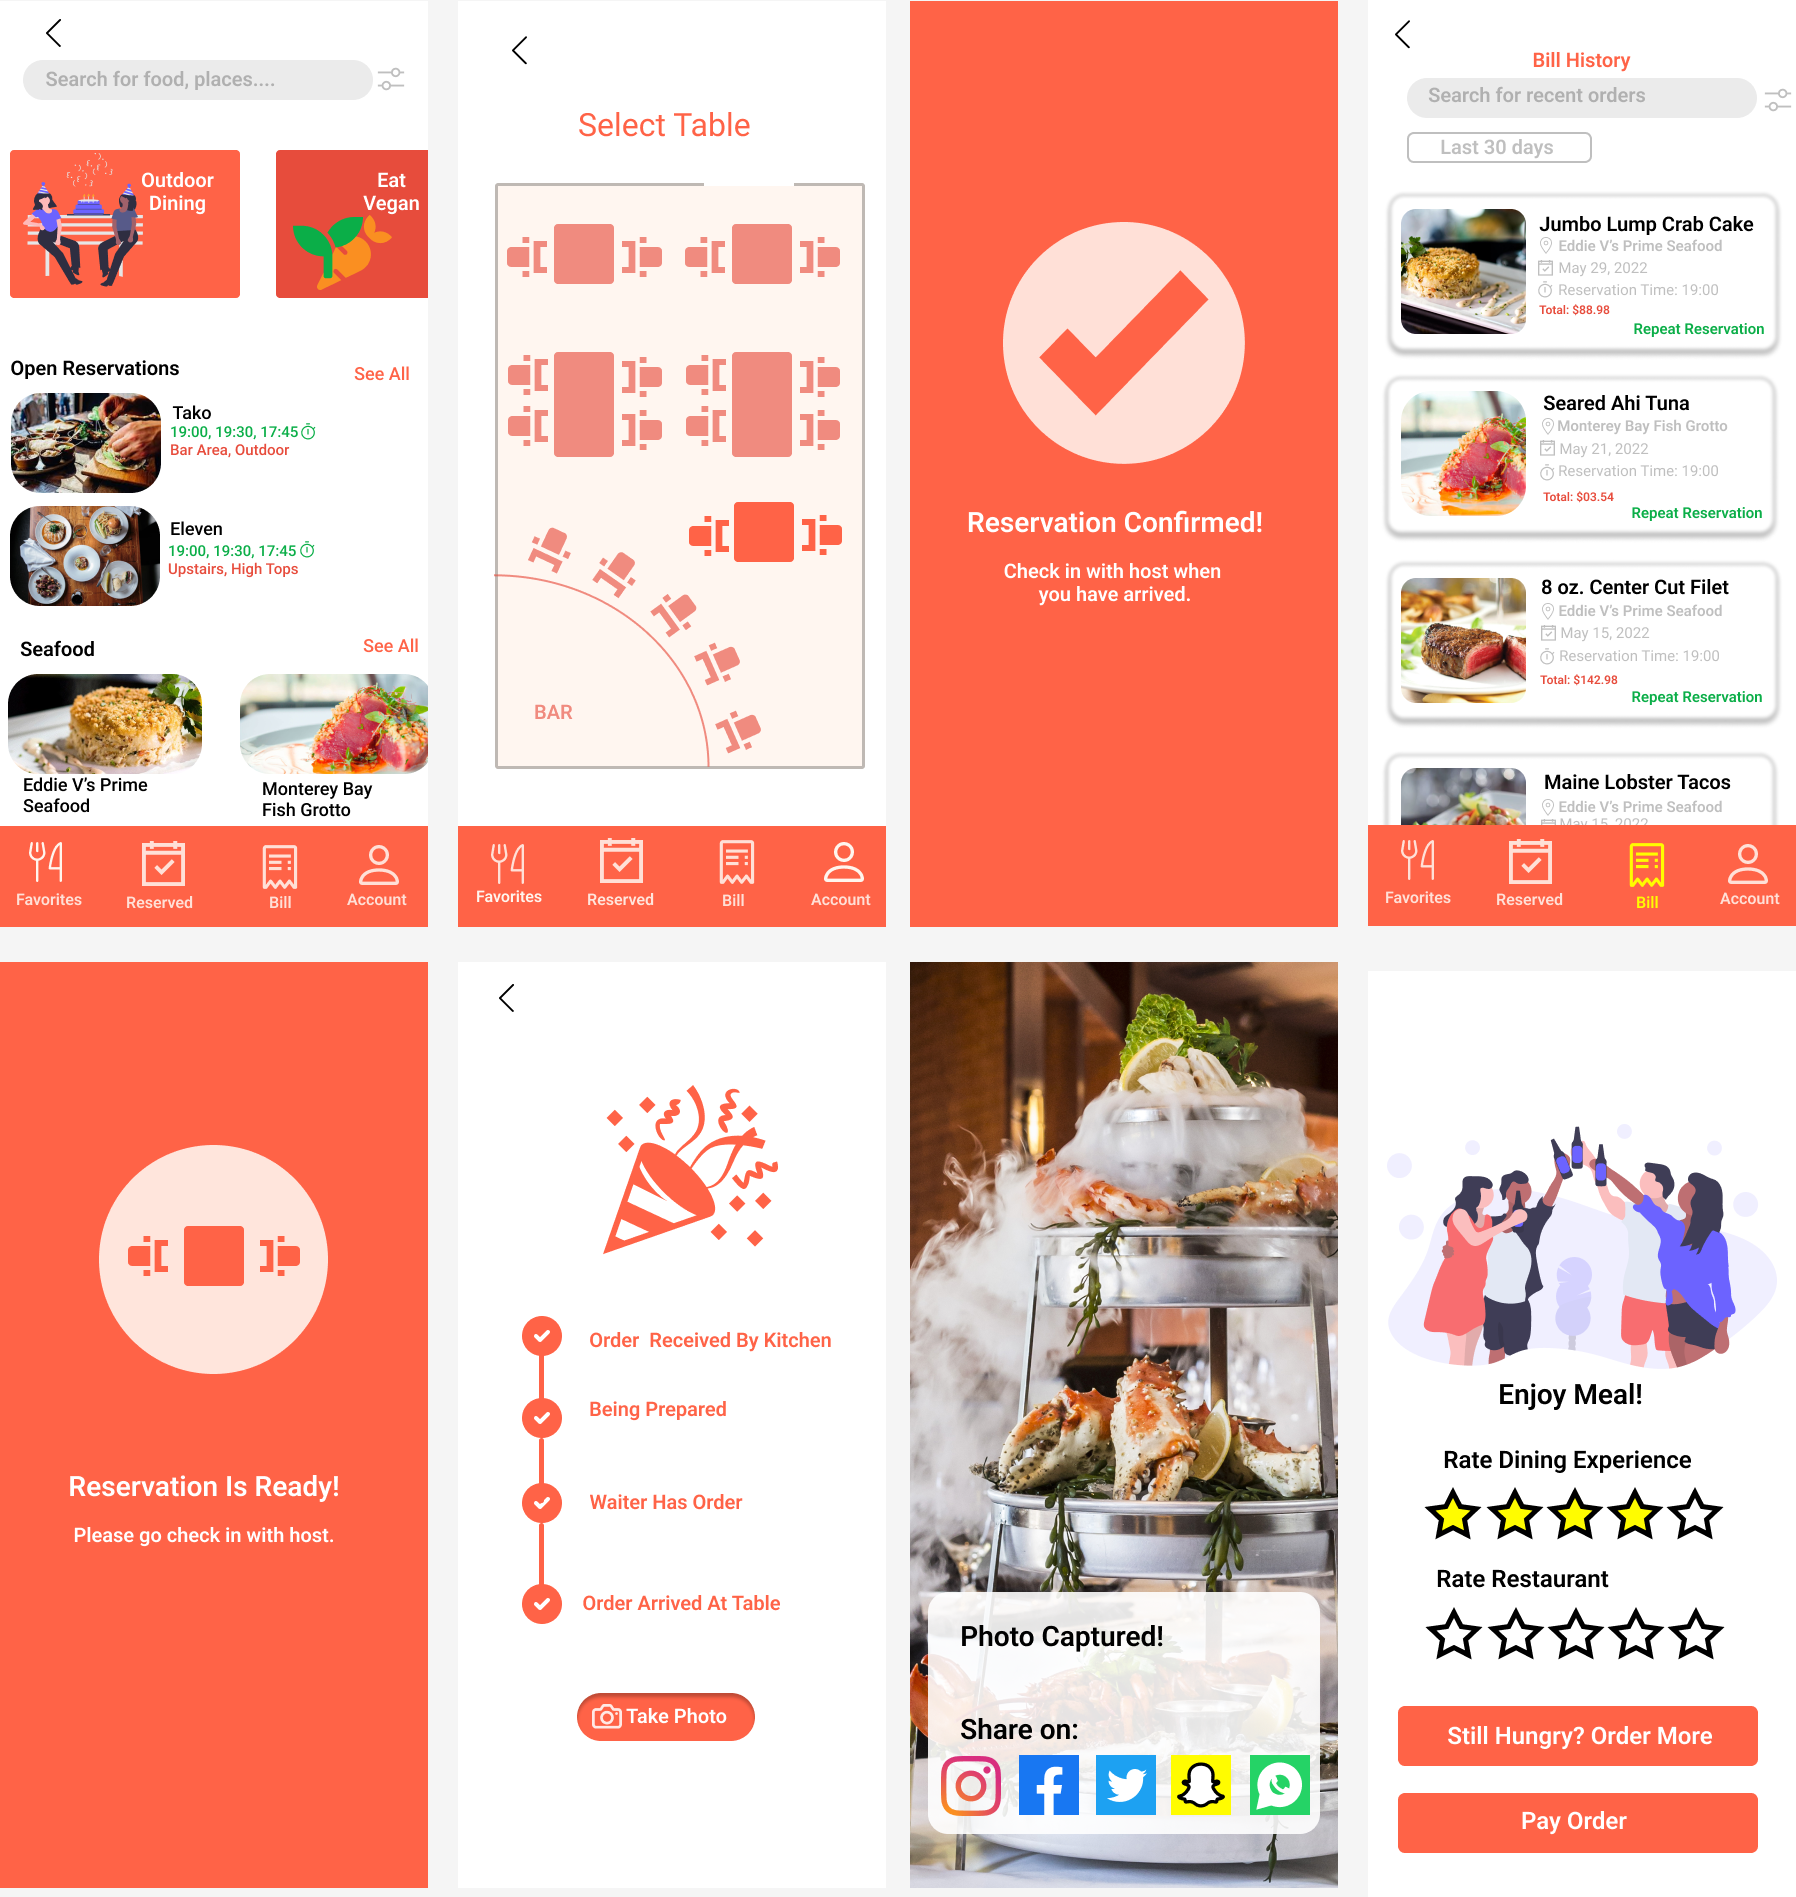 Search for food, places....
Outdoor
Dining
Eat
Vegan
Open Reservations
See All
Tako
19:00, 19:30, 17:45
Bar Area, Outdoor
Eleven
19:00, 19:30, 17:45
Upstairs, High Tops
Seafood
See All
Eddie V's Prime
Seafood
Monterey Bay
Fish Grotto
Favorites
Reserved
Bill
Account
Select Table
BAR
Favorites
Reserved
Bill
Account
Reservation Confirmed!
Check in with host when
you have arrived.
Bill History
Search for recent orders
Last 30 days
Jumbo Lump Crab Cake
Eddie V's Prime Seafood
May 29, 2022
Reservation Time: 19:00
Total: $88.98
Repeat Reservation
Seared Ahi Tuna
Monterey Bay Fish Grotto
May 21, 2022
Reservation Time: 19:00
Total: $03.54
Repeat Reservation
8 oz. Center Cut Filet
Eddie V's Prime Seafood
May 15, 2022
Reservation Time: 19:00
Total: $142.98
Repeat Reservation
Maine Lobster Tacos
Eddie V's Prime Seafood
May 15, 2022
Favorites
Reserved
Bill
Account
Reservation Is Ready!
Please go check in with host.
Order Received By Kitchen
Being Prepared
Waiter Has Order
Order Arrived At Table
Take Photo
Photo Captured!
Share on:
Enjoy Meal!
Rate Dining Experience
Rate Restaurant
Still Hungry? Order More
Pay Order